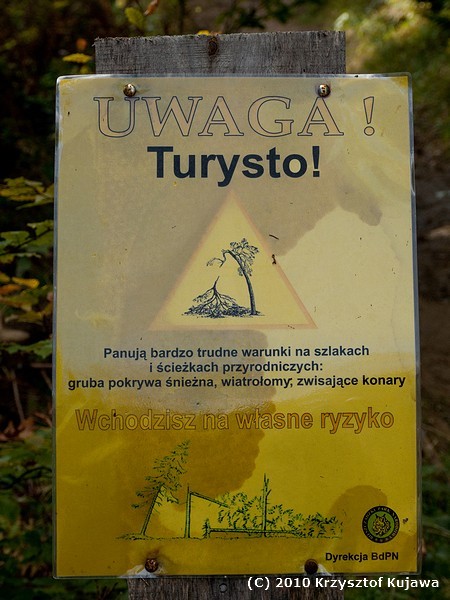 UWAGA !
Turysto!
Panują bardzo trudne warunki na szlakach
i ścieżkach przyrodniczych:
gruba pokrywa śnieżna, wiatrołomy, zwisające konary
Wchodzisz na własne ryzyko
Dyrekcja BdPN
(C) 2010 Krzysztof Kujawa